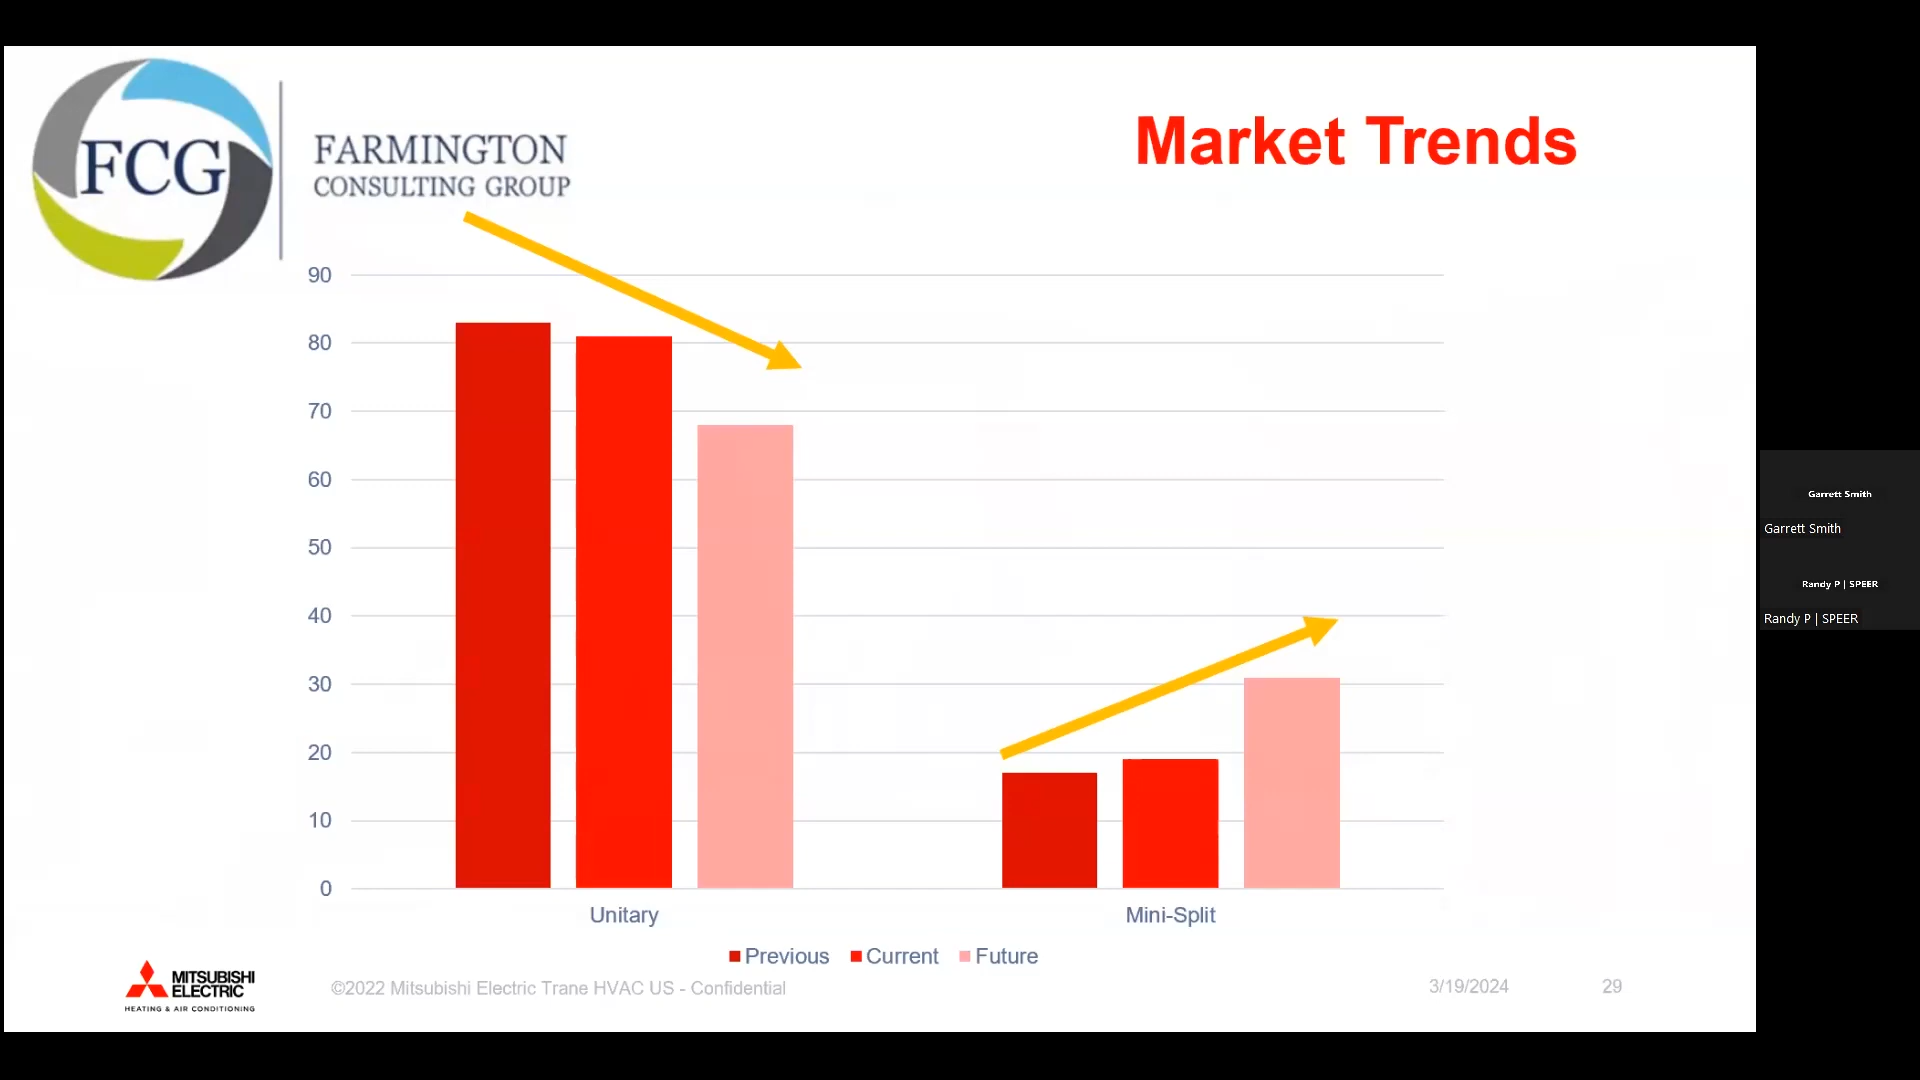 FCG
FARMINGTON
CONSULTING GROUP
Market Trends
90
80
70
60
50
40
30
20
10
0
Unitary
Mini-Split
Previous
Current
Future
MITSUBISHI
ELECTRIC
HEATING & AIR CONDITIONING
©2022 Mitsubishi Electric Trane HVAC US - Confidential
3/19/2024
29
Garrett Smith
Garrett Smith
Randy P | SPEER
Randy P | SPEER